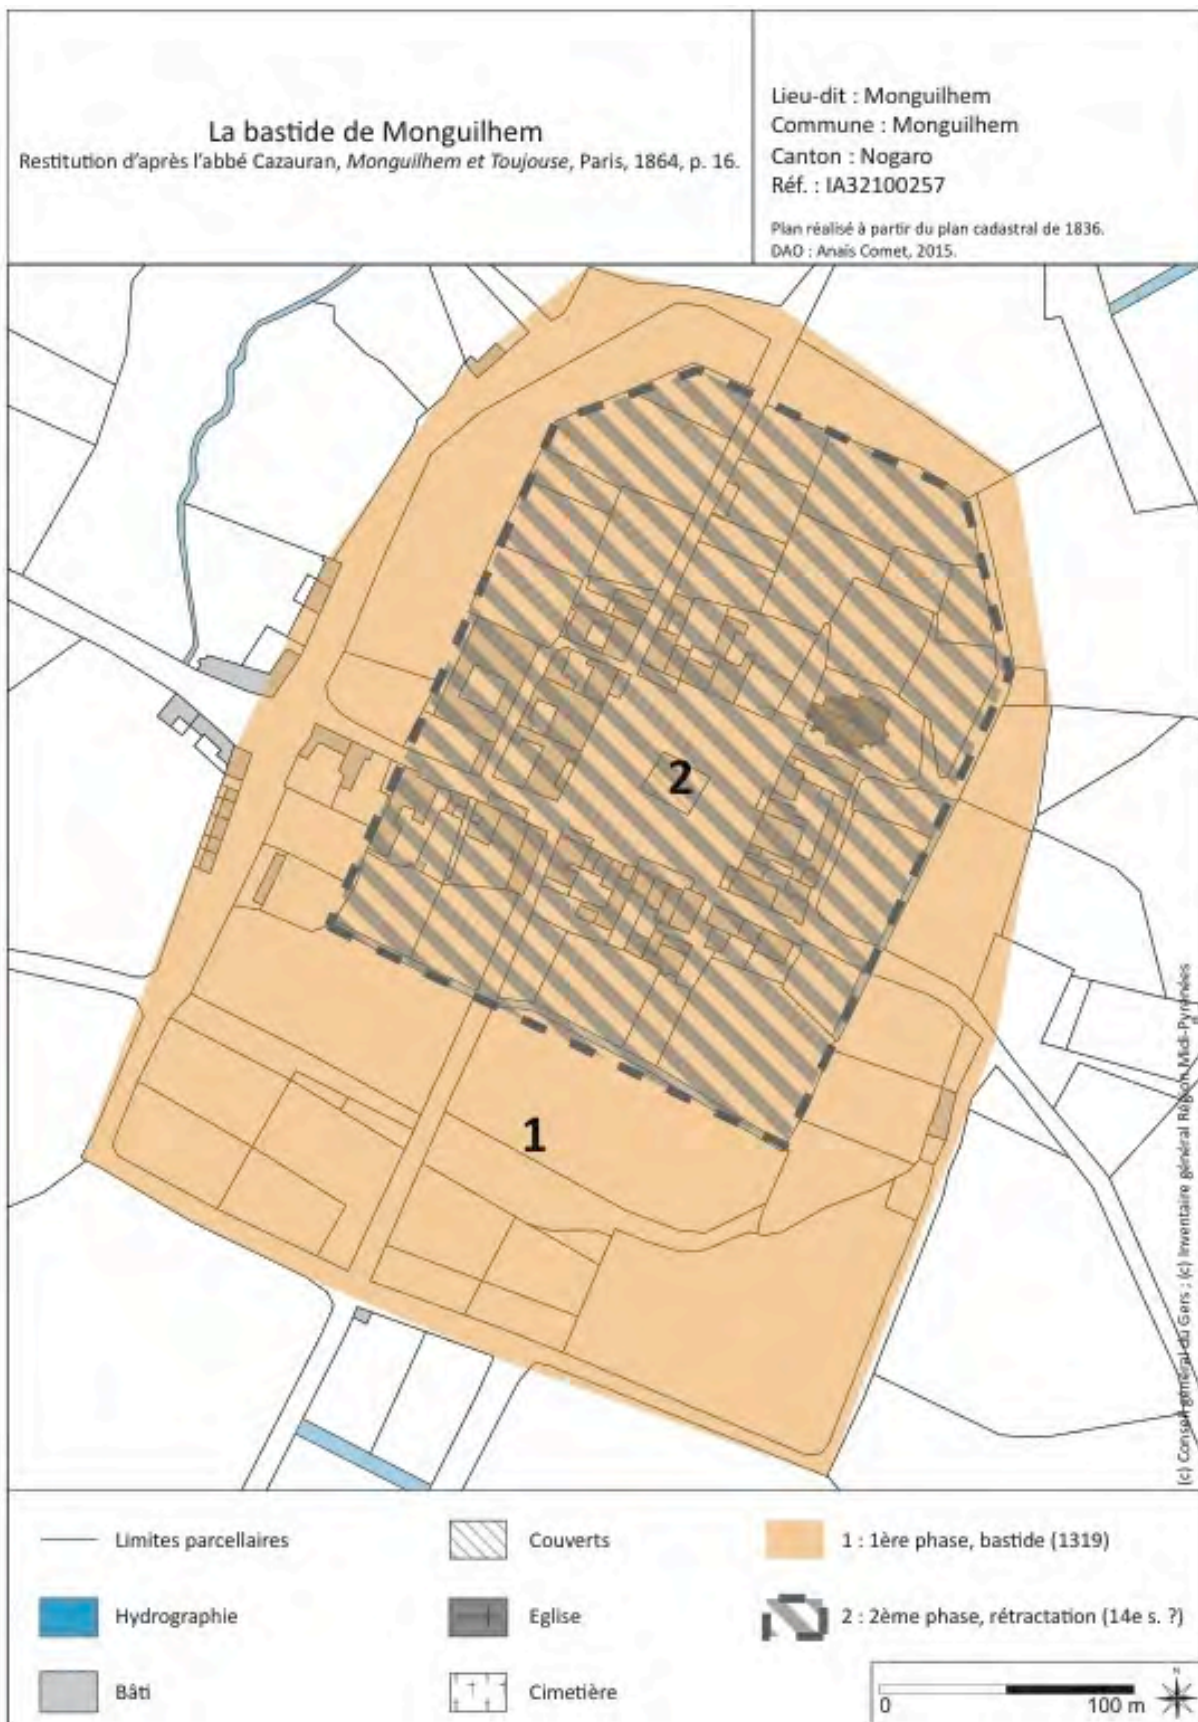 La bastide de Monguilhem
Restitution d'après l'abbé Cazauran, Monguilhem et Toujouse, Paris, 1864, p. 16.
Lieu-dit : Monguilhem
Commune : Monguilhem
Canton : Nogaro
Réf. : IA32100257
Plan réalisé à partir du plan cadastral de 1836.
DAO : Anaïs Comet, 2015.
2
1
(c) Conseil général du Gers ; (c) Inventaire général Région Midi-Pyrénées
Limites parcellaires
Hydrographie
Bâti
Couverts
Eglise
Cimetière
1 : 1ère phase, bastide (1319)
2 : 2ème phase, rétractation (14e s. ?)
0 100 m
N